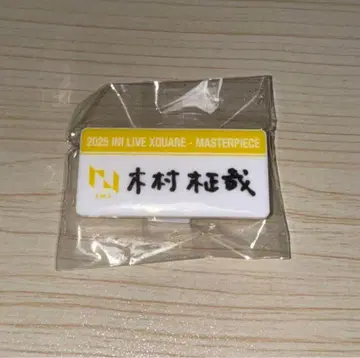 2025 INI LIVE XQUARE - MASTERPIECE
木村 柾哉